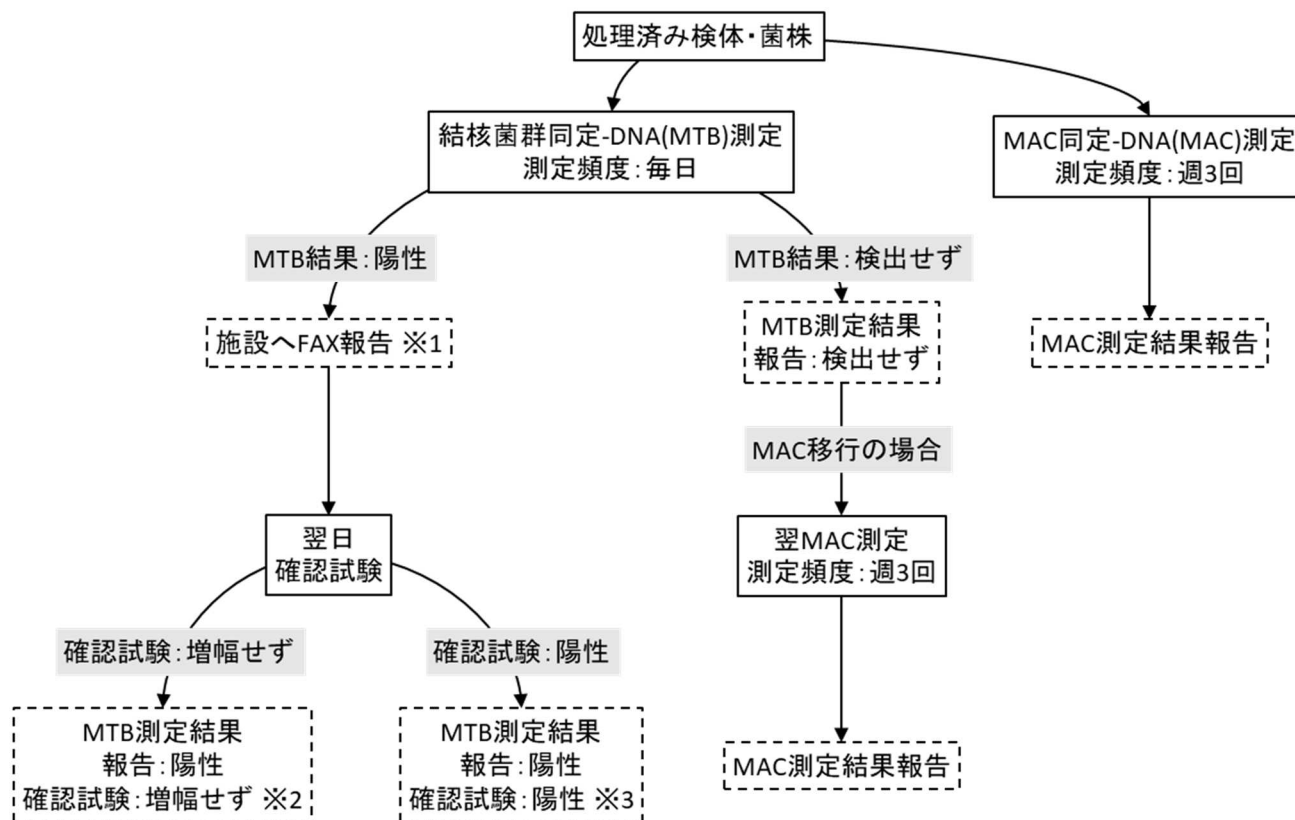 処理済み検体・菌株
結核菌群同定-DNA(MTB)測定
測定頻度：毎日
MAC同定-DNA(MAC)測定
測定頻度：週3回
MTB結果：陽性
MTB結果：検出せず
施設へFAX報告 ※1
MTB測定結果
報告：検出せず
MAC測定結果報告
MAC移行の場合
翌日
確認試験
翌MAC測定
測定頻度：週3回
確認試験：増幅せず
確認試験：陽性
MTB測定結果
報告：陽性
確認試験：増幅せず ※2
MTB測定結果
報告：陽性
確認試験：陽性 ※3
MAC測定結果報告